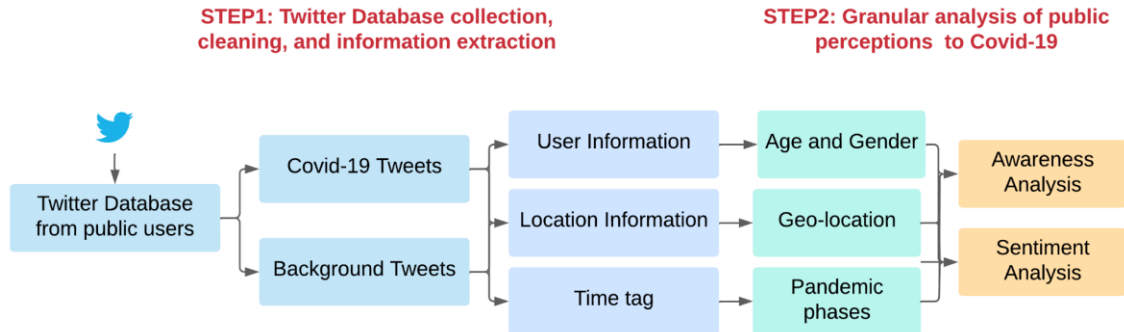 STEP1: Twitter Database collection,
cleaning, and information extraction
STEP2: Granular analysis of public
perceptions to Covid-19
Twitter Database
from public users
Covid-19 Tweets
Background Tweets
User Information
Location Information
Time tag
Age and Gender
Geo-location
Pandemic
phases
Awareness
Analysis
Sentiment
Analysis